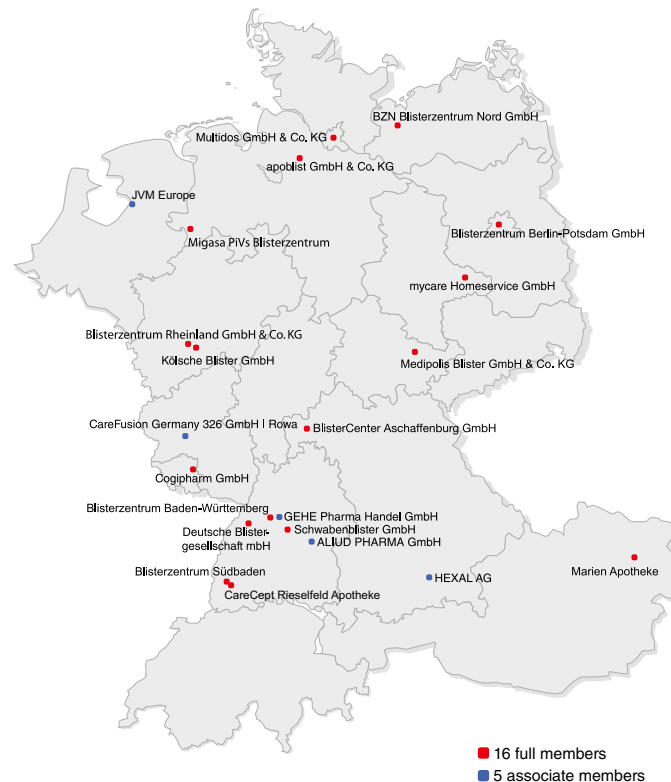 BZN Blisterzentrum Nord GmbH
Multidos GmbH & Co. KG
apoblist GmbH & Co. KG
JVM Europe
Blisterzentrum Berlin-Potsdam GmbH
Migasa PiVs Blisterzentrum
mycare Homeservice GmbH
Blisterzentrum Rheinland GmbH & Co. KG
Kölsche Blister GmbH
Medipolis Blister GmbH & Co. KG
CareFusion Germany 326 GmbH I Rowa
BlisterCenter Aschaffenburg GmbH
Cogipharm GmbH
Blisterzentrum Baden-Württemberg
GEHE Pharma Handel GmbH
Deutsche Blister-
gesellschaft mbH
Schwabenblister GmbH
ALIUD PHARMA GmbH
Marien Apotheke
Blisterzentrum Südbaden
HEXAL AG
CareCept Rieselfeld Apotheke
16 full members
5 associate members